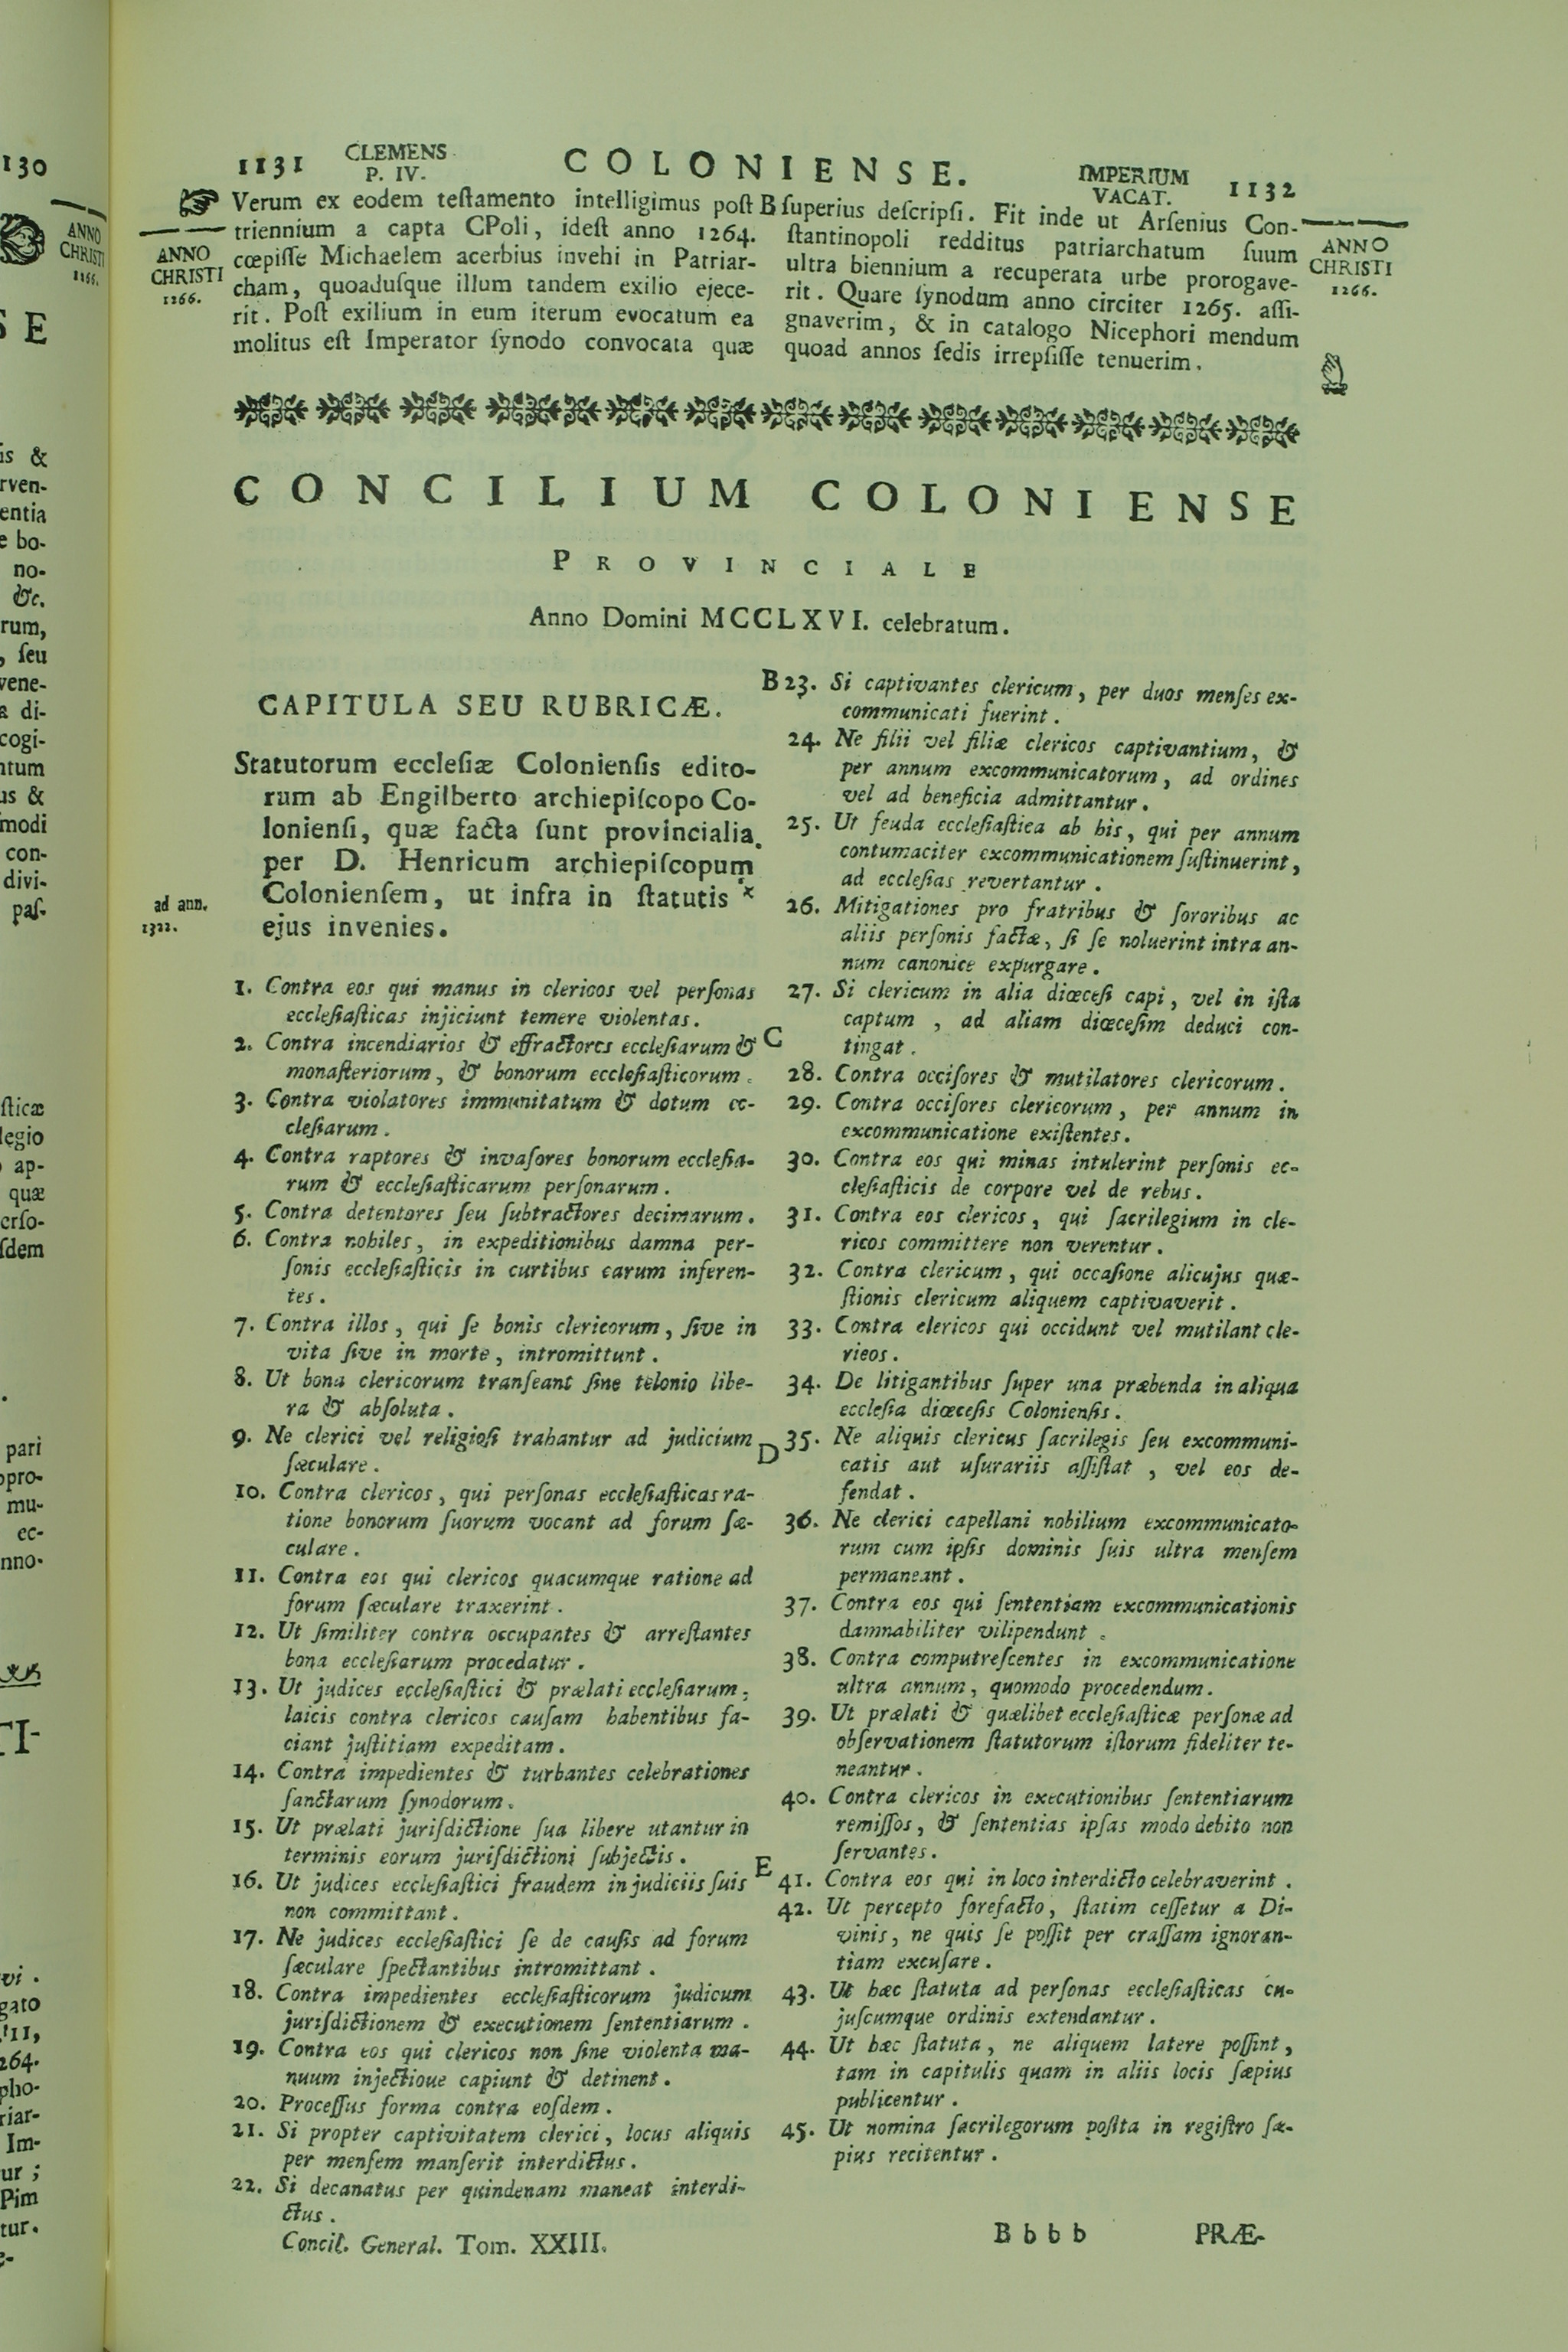 1131
CLEMENS
P. IV.
COLONIENSE.
IMPERIUM
VACAT.
1132
ANNO
CHRISTI
1266.
Verum ex eodem teſtamento intelligimus poſt
triennium a capta CPoli, ideſt anno 1264.
cœpiſſe Michaelem acerbius invehi in Patriar-
cham, quoaduſque illum tandem exilio ejece-
rit. Poſt exilium in eum iterum evocatum ea
molitus eſt Imperator ſynodo convocata quæ
B ſuperius deſcripſi. Fit inde ut Arſenius Con-
ſtantinopoli redditus patriarchatum ſuum
ultra biennium a recuperata urbe prorogave-
rit. Quare ſynodum anno circiter 1265. aſſi-
gnaverim, & in catalogo Nicephori mendum
quoad annos ſedis irrepſiſſe tenuerim.
ANNO
CHRISTI
1266.
CONCILIUM COLONIENSE
PROVINCIALE
Anno Domini MCCLXVI. celebratum.
CAPITULA SEU RUBRICÆ.
Statutorum eccleſiæ Colonienſis edito-
rum ab Engilberto archiepiſcopo Co-
lonienſi, quæ facta ſunt provincialia
per D. Henricum archiepiſcopum
Colonienſem, ut infra in ſtatutis *
ejus invenies.
ad ann.
1322.
1. Contra eos qui manus in clericos vel perſonas
eccleſiaſticas injiciunt temere violentas.
2. Contra incendiarios & effractores eccleſiarum &
monaſteriorum, & bonorum eccleſiaſticorum.
3. Contra violatores immunitatum & dotum ec-
cleſiarum.
4. Contra raptores & invaſores bonorum eccleſia-
rum & eccleſiaſticarum perſonarum.
5. Contra detentores ſeu ſubtractores decimarum.
6. Contra nobiles, in expeditionibus damna per-
ſonis eccleſiaſticis in curtibus earum inferen-
tes.
7. Contra illos, qui ſe bonis clericorum, ſive in
vita ſive in morte, intromittunt.
8. Ut bona clericorum tranſeant ſine telonio libe-
ra & abſoluta.
9. Ne clerici vel religioſi trahantur ad judicium
ſæculare.
10. Contra clericos, qui perſonas eccleſiaſticas ra-
tione bonorum ſuorum vocant ad forum ſæ-
culare.
11. Contra eos qui clericos quacumque ratione ad
forum ſæculare traxerint.
12. Ut ſimiliter contra occupantes & arreſtantes
bona eccleſiarum procedatur.
13. Ut judices eccleſiaſtici & prælati eccleſiarum,
laicis contra clericos cauſam habentibus fa-
ciant juſtitiam expeditam.
14. Contra impedientes & turbantes celebrationes
ſanctarum ſynodorum.
15. Ut prælati juriſdictione ſua libere utantur in
terminis eorum juriſdictioni ſubjectis.
16. Ut judices eccleſiaſtici fraudem in judiciis ſuis
non committant.
17. Ne judices eccleſiaſtici ſe de cauſis ad forum
ſæculare ſpectantibus intromittant.
18. Contra impedientes eccleſiaſticorum judicum
juriſdictionem & executionem ſententiarum.
19. Contra eos qui clericos non ſine violenta ma-
nuum injectioue capiunt & detinent.
20. Proceſſus forma contra eoſdem.
21. Si propter captivitatem clerici, locus aliquis
per menſem manſerit interdictus.
22. Si decanatus per quindenam maneat interdi-
ctus.
B 23. Si captivantes clericum, per duos menſes ex-
communicati fuerint.
24. Ne filii vel filiæ clericos captivantium, &
per annum excommunicatorum, ad ordines
vel ad beneficia admittantur.
25. Ut feuda eccleſiaſtica ab his, qui per annum
contumaciter excommunicationem ſuſtinuerint,
ad eccleſias revertantur.
26. Mitigationes pro fratribus & ſororibus ac
aliis perſonis factæ, ſi ſe noluerint intra an-
num canonice expurgare.
27. Si clericum in alia diœceſi capi, vel in iſta
captum, ad aliam diœceſim deduci con-
C tingat.
28. Contra occiſores & mutilatores clericorum.
29. Contra occiſores clericorum, per annum in
excommunicatione exiſtentes.
30. Contra eos qui minas intulerint perſonis ec-
cleſiaſticis de corpore vel de rebus.
31. Contra eos clericos, qui ſacrilegium in cle-
ricos committere non verentur.
32. Contra clericum, qui occaſione alicujus quæ-
ſtionis clericum aliquem captivaverit.
33. Contra clericos qui occidunt vel mutilant cle-
ricos.
34. De litigantibus ſuper una præbenda in aliqua
eccleſia diœceſis Colonienſis.
D 35. Ne aliquis clericus ſacrilegis ſeu excommuni-
catis aut uſurariis aſſiſtat, vel eos de-
fendat.
36. Ne clerici capellani nobilium excommunicato-
rum cum ipſis dominis ſuis ultra menſem
permaneant.
37. Contra eos qui ſententiam excommunicationis
damnabiliter vilipendunt.
38. Contra computreſcentes in excommunicatione
ultra annum, quomodo procedendum.
39. Ut prælati & quælibet eccleſiaſticæ perſonæ ad
obſervationem ſtatutorum iſtorum fideliter te-
neantur.
40. Contra clericos in executionibus ſententiarum
remiſſos, & ſententias ipſas modo debito non
ſervantes.
E 41. Contra eos qui in loco interdicto celebraverint.
42. Ut percepto forefacto, ſtatim ceſſetur a Di-
vinis, ne quis ſe poſſit per craſſam ignoran-
tiam excuſare.
43. Ut hæc ſtatuta ad perſonas eccleſiaſticas cu-
juſcumque ordinis extendantur.
44. Ut hæc ſtatuta, ne aliquem latere poſſint,
tam in capitulis quam in aliis locis ſæpius
publicentur.
45. Ut nomina ſacrilegorum poſita in regiſtro ſæ-
pius recitentur.
Concil. General. Tom. XXIII.
Bbbb
PRÆ-